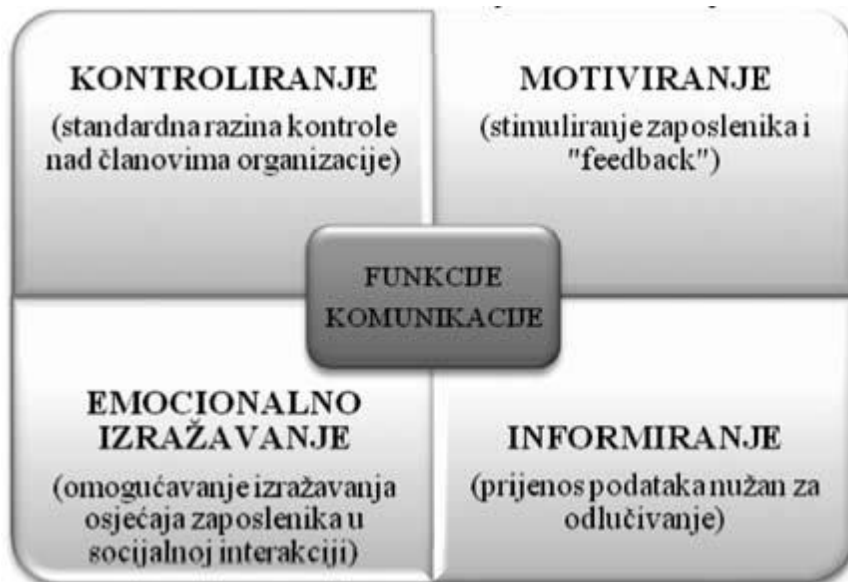 KONTROLIRANJE
(standardna razina kontrole
nad članovima organizacije)
MOTIVIRANJE
(stimuliranje zaposlenika i
"feedback")
FUNKCIJE
KOMUNIKACIJE
EMOCIONALNO
IZRAŽAVANJE
(omogućavanje izražavanja
osjećaja zaposlenika u
socijalnoj interakciji)
INFORMIRANJE
(prijenos podataka nužan za
odlučivanje)